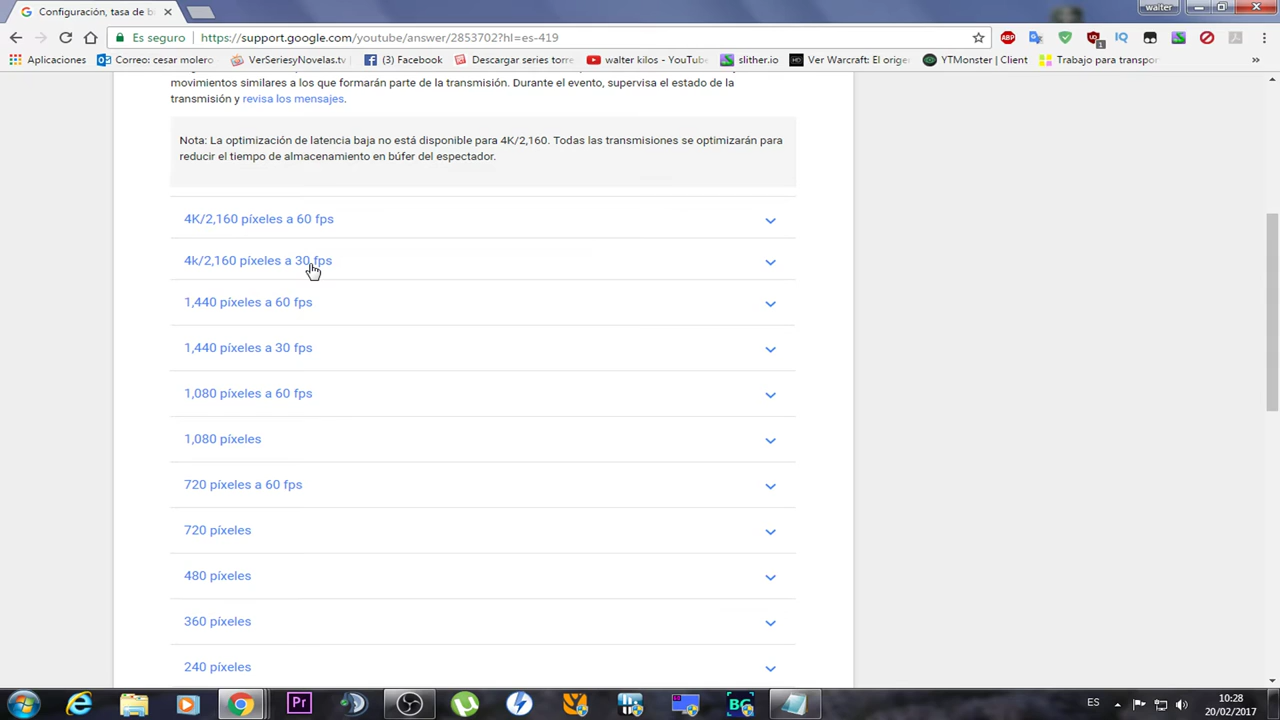 Configuración, tasa de b
walter
Es seguro
https://support.google.com/youtube/answer/2853702?hl=es-419
Aplicaciones
Correo: cesar molero
VerSeriesyNovelas.E
(3) Facebook
Descargar series torre
walter kilos - YouTub
slither.io
Ver Warcraft: El orige
YTMonster | Client
Trabajo para transpor
movimientos similares a los que formarán parte de la transmisión. Durante el evento, supervisa el estado de la
transmisión y revisa los mensajes.
Nota: La optimización de latencia baja no está disponible para 4K/2,160. Todas las transmisiones se optimizarán para
reducir el tiempo de almacenamiento en búfer del espectador.
4K/2,160 píxeles a 60 fps
4k/2,160 píxeles a 30 fps
1,440 píxeles a 60 fps
1,440 píxeles a 30 fps
1,080 píxeles a 60 fps
1,080 píxeles
720 píxeles a 60 fps
720 píxeles
480 píxeles
360 píxeles
240 píxeles
ES
10:28
20/02/2017